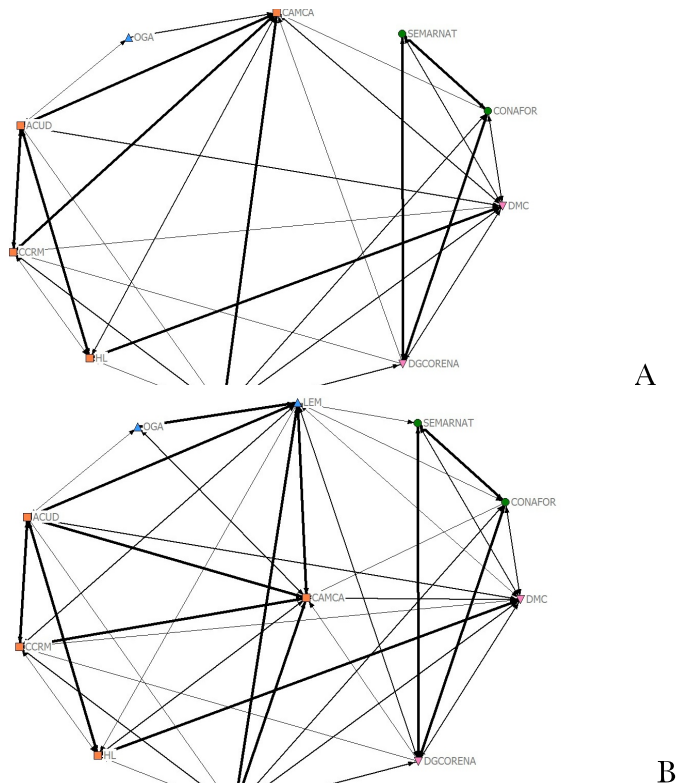 CAMCA
OGA
SEMARNAT
CONAFOR
ACUD
DMC
CCRM
HL
DGCORENA
A
LEM
OGA
SEMARNAT
CONAFOR
ACUD
CAMCA
DMC
CCRM
HL
DGCORENA
B